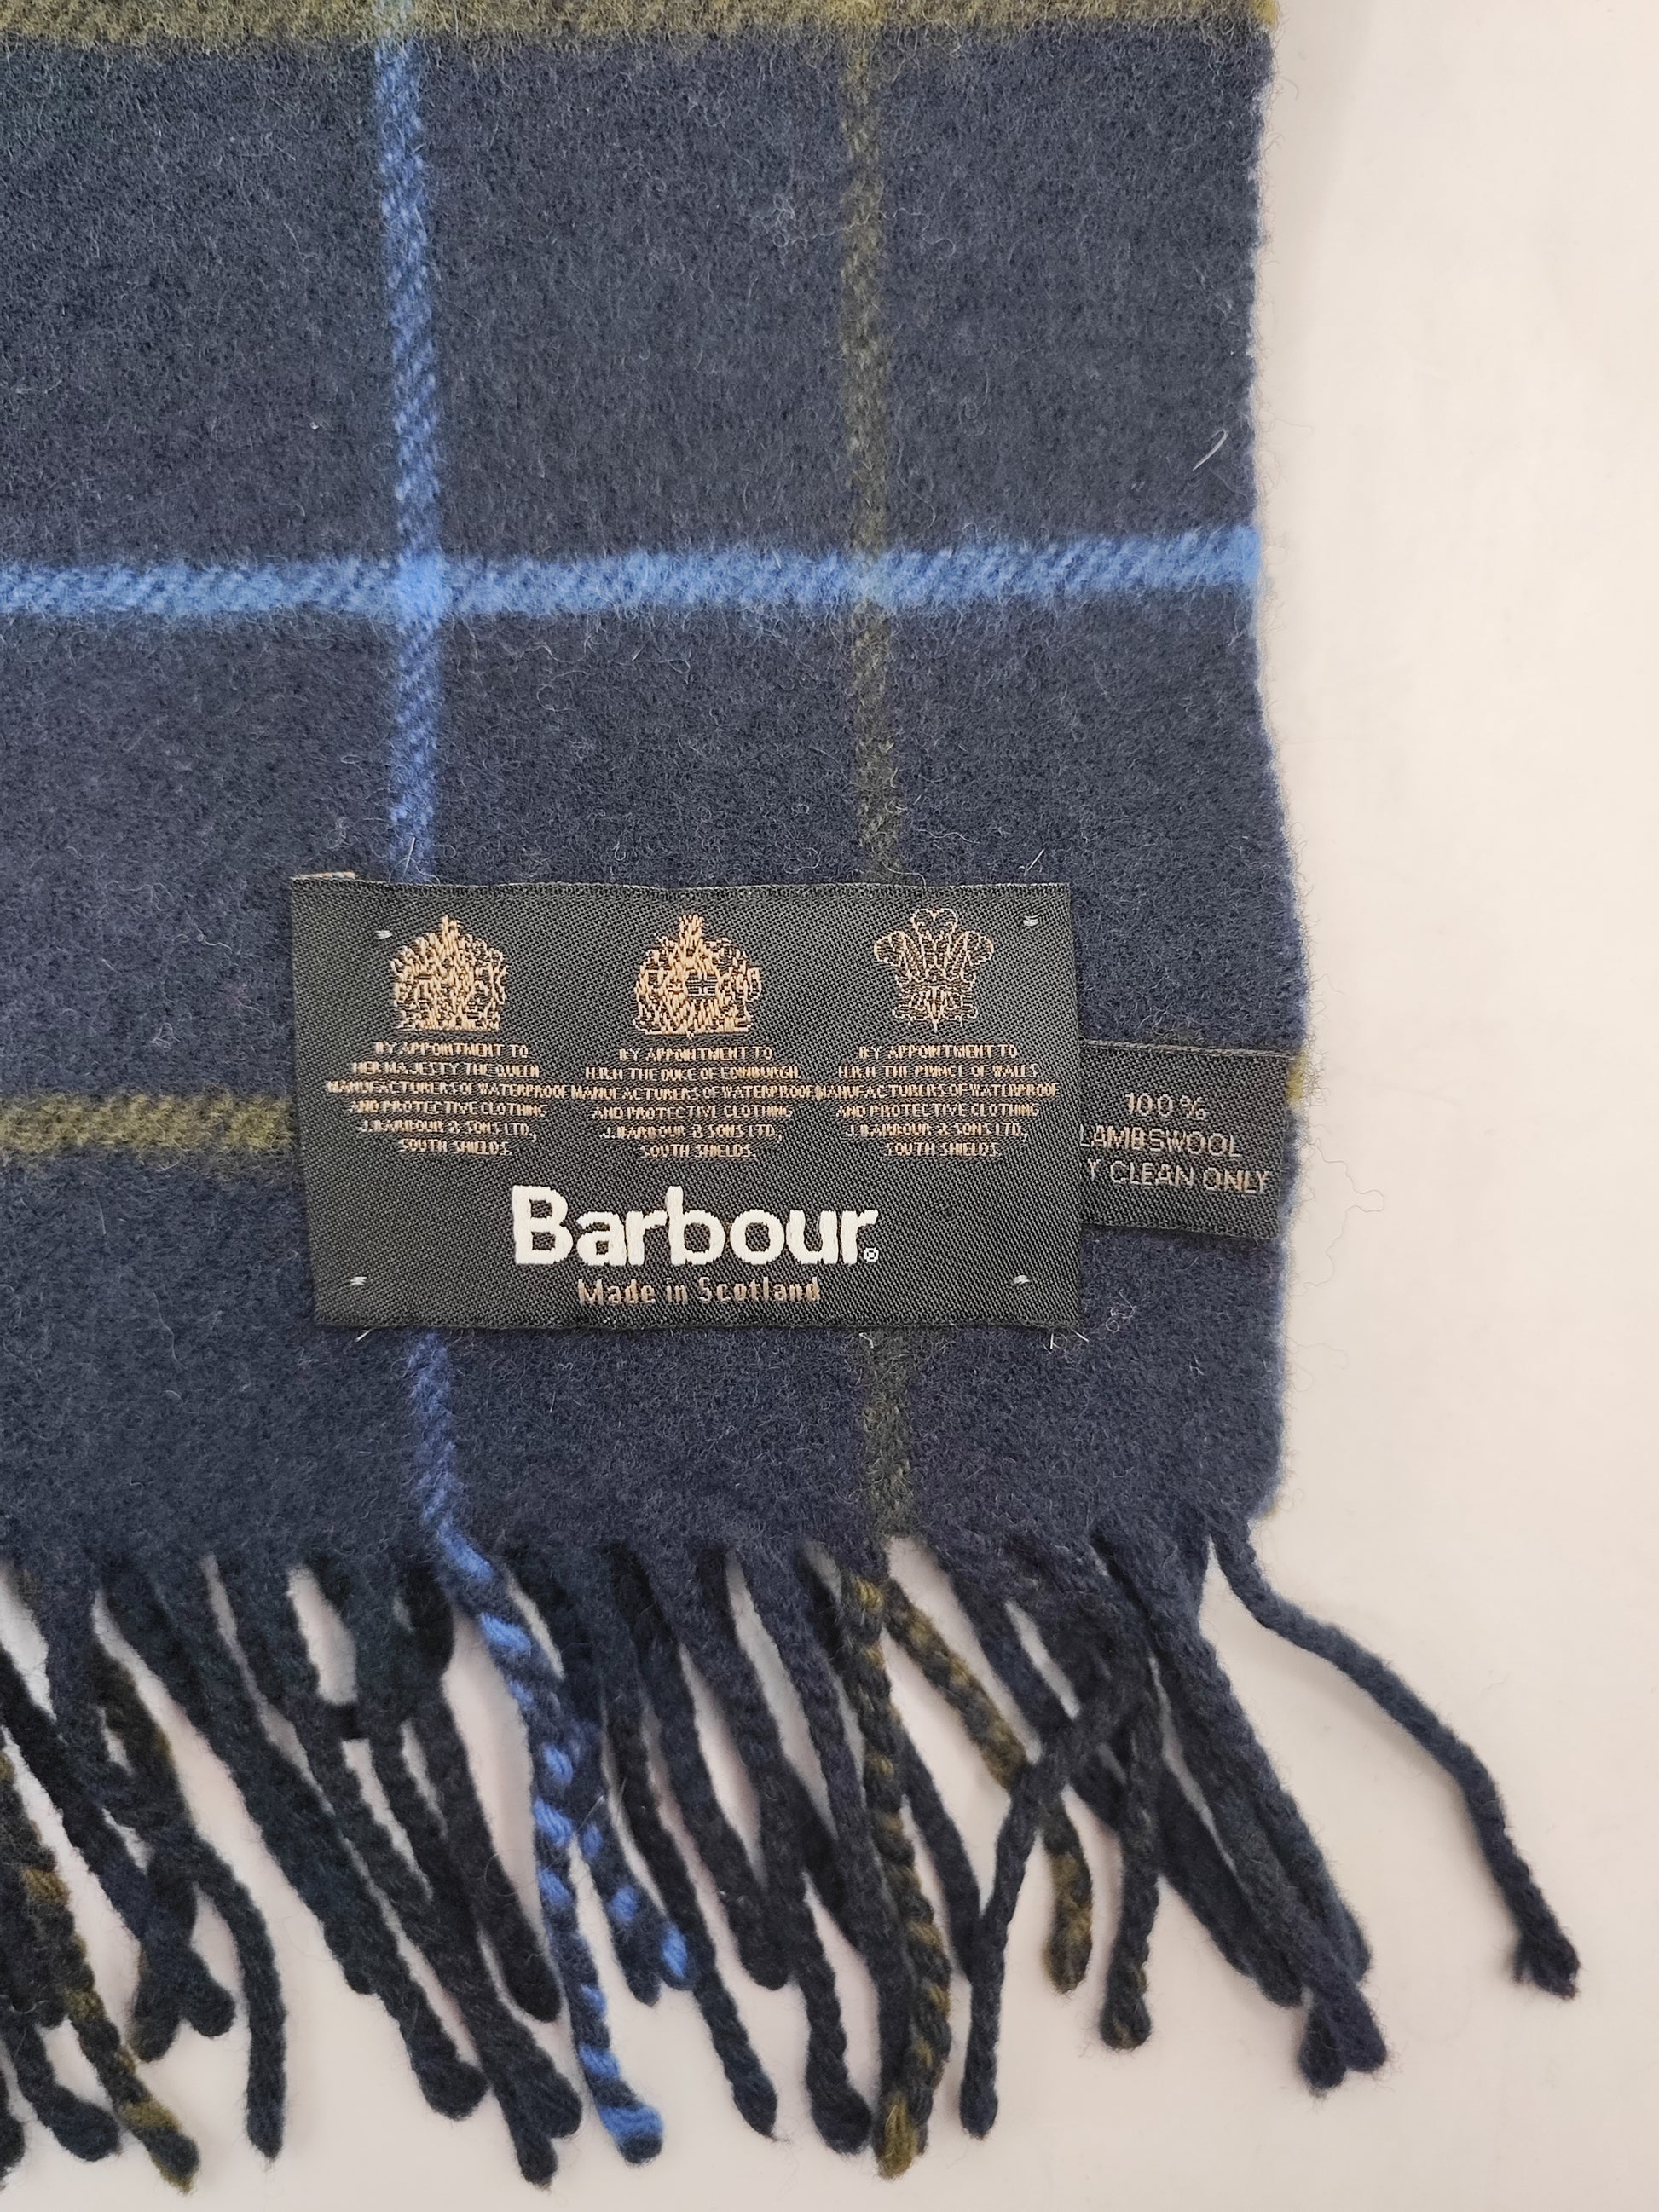 BY APPOINTMENT TO
HER MAJESTY THE QUEEN
MANUFACTURERS OF WATERPROOF
AND PROTECTIVE CLOTHING
J. BARBOUR & SONS LTD,
SOUTH SHIELDS.
BY APPOINTMENT TO
H.R.H THE DUKE OF EDINBURGH
MANUFACTURERS OF WATERPROOF
AND PROTECTIVE CLOTHING
J. BARBOUR & SONS LTD,
SOUTH SHIELDS.
BY APPOINTMENT TO
H.R.H THE PRINCE OF WALES
MANUFACTURERS OF WATERPROOF
AND PROTECTIVE CLOTHING
J. BARBOUR & SONS LTD,
SOUTH SHIELDS.
Barbour®
Made in Scotland
100%
LAMBSWOOL
Y CLEAN ONLY